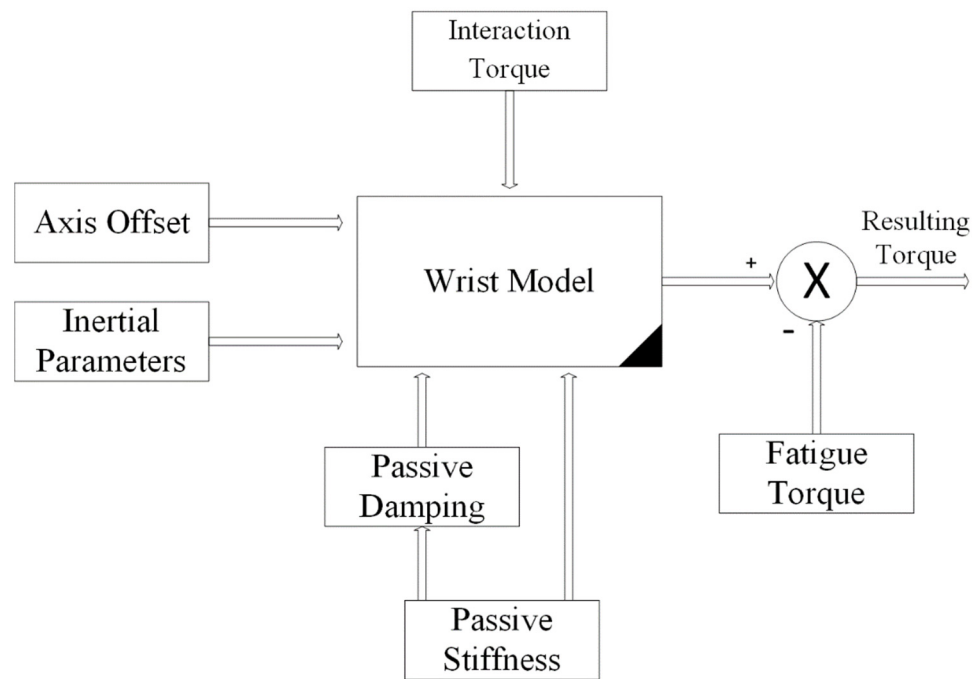 Interaction
Torque
Axis Offset
Inertial
Parameters
Wrist Model
+
X
-
Resulting
Torque
Passive
Damping
Fatigue
Torque
Passive
Stiffness